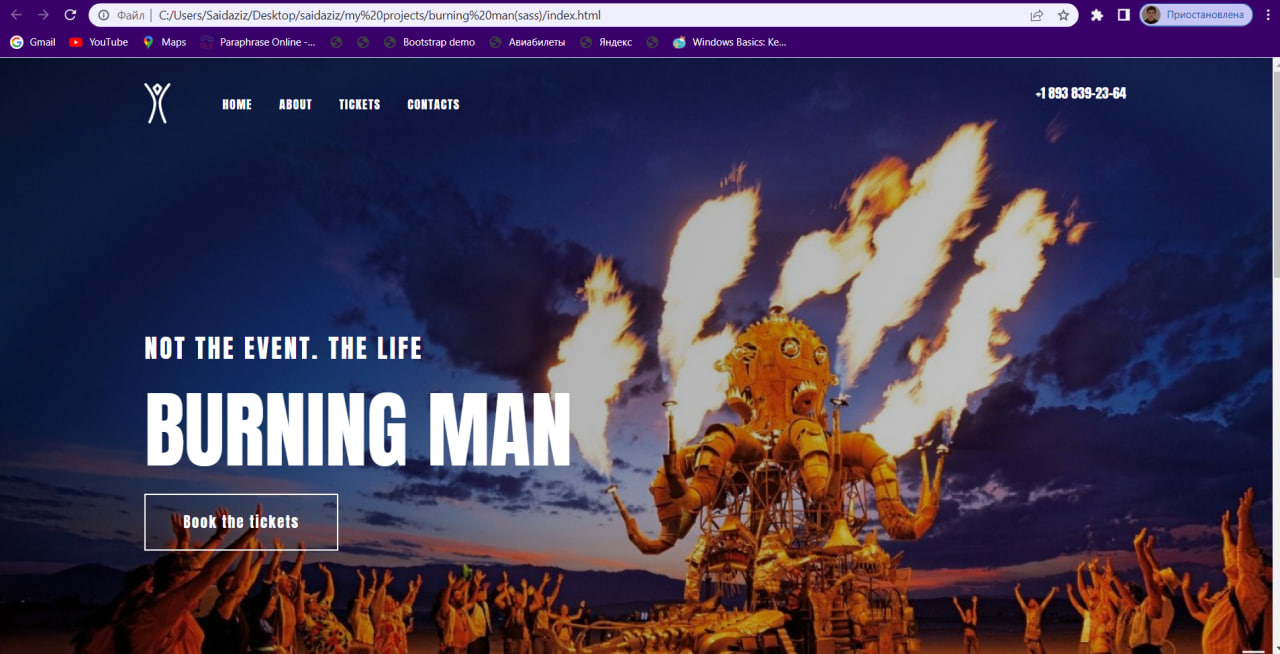 Файл
C:/Users/Saidaziz/Desktop/saidaziz/my%20projects/burning%20man(sass)/index.html
Приостановлена
Gmail
YouTube
Maps
Paraphrase Online -...
Bootstrap demo
Авиабилеты
Яндекс
Windows Basics: Ke...
HOME
ABOUT
TICKETS
CONTACTS
+1 893 839-23-64
NOT THE EVENT. THE LIFE
BURNING MAN
Book the tickets